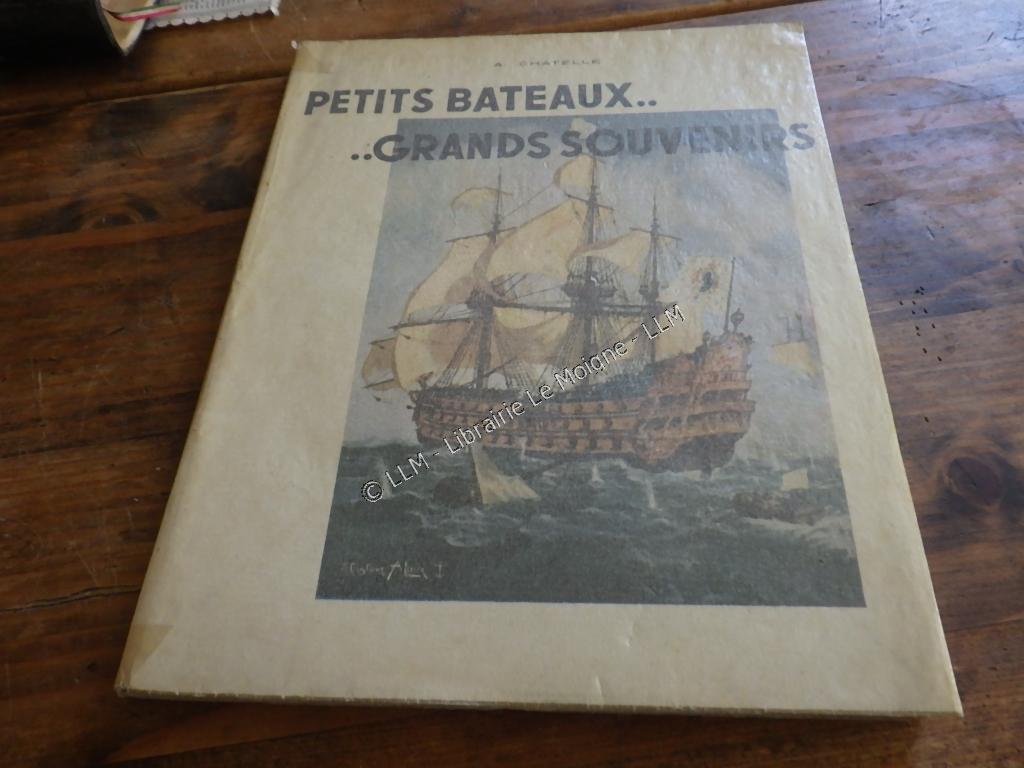 A. CHATELLE
PETITS BATEAUX..
..GRANDS SOUVENIRS
© LLM - Librairie Le Moigne - LLM